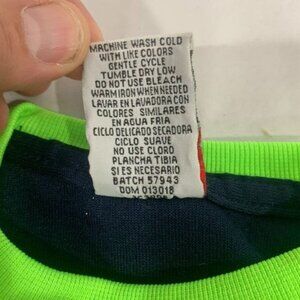 MACHINE WASH COLD
WITH LIKE COLORS
GENTLE CYCLE
TUMBLE DRY LOW
DO NOT USE BLEACH
WARM IRON WHEN NEEDED
LAVAR EN LAVADORA CON
COLORES SIMILARES
EN AGUA FRIA
CICLO DELICADO SECADORA
CICLO SUAVE
NO USE CLORO
PLANCHA TIBIA
SI ES NECESARIO
BATCH 57943
DOM 013018